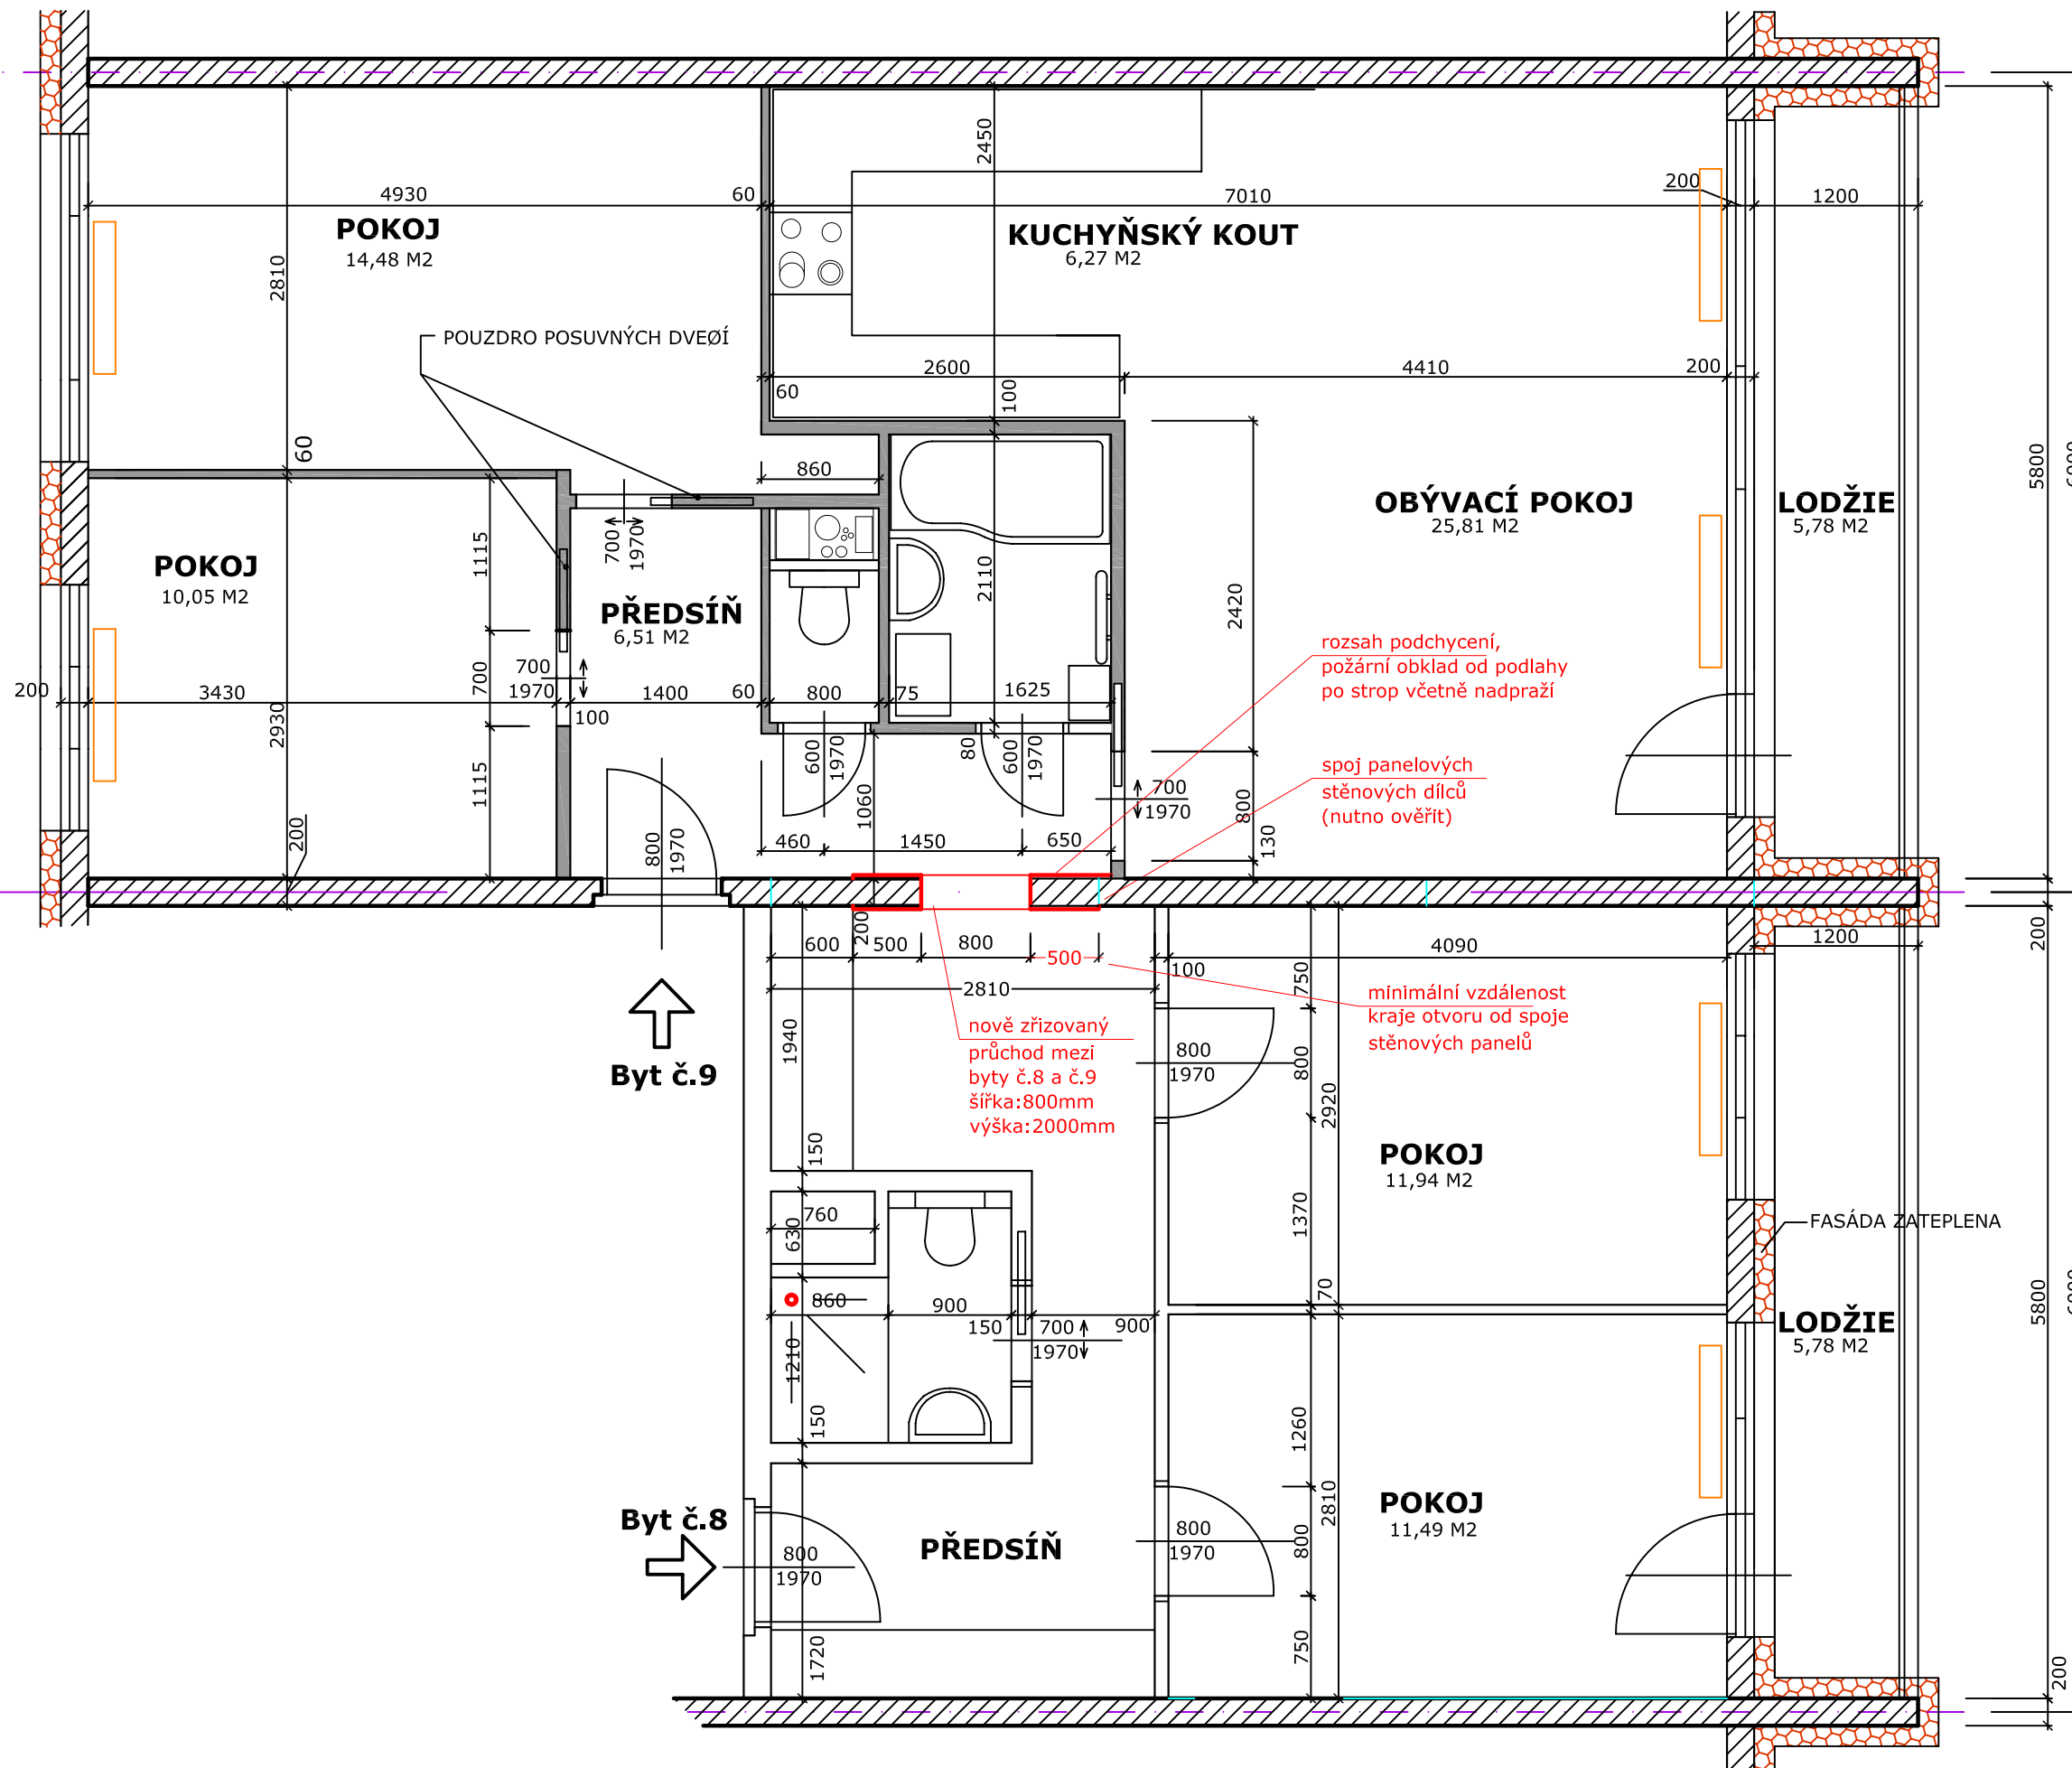 2450
4930
60
7010
200
1200
POKOJ
14,48 M2
KUCHYŇSKÝ KOUT
6,27 M2
2810
POUZDRO POSUVNÝCH DVEØÍ
2600
4410
200
60
100
60
860
5800
OBÝVACÍ POKOJ
25,81 M2
LODŽIE
5,78 M2
700
1970
1115
POKOJ
10,05 M2
2110
2420
PŘEDSÍŇ
6,51 M2
rozsah podchycení,
požární obklad od podlahy
po strop včetně nadpraží
700
1970
700
200
3430
1400
60
800
75
1625
100
2930
600
1970
80
600
1970
spoj panelových
stěnových dílců
(nutno ověřit)
1115
1060
700
1970
800
130
200
800
1970
460
1450
650
200
600
500
800
500
100
4090
1200
200
750
2810
minimální vzdálenost
kraje otvoru od spoje
stěnových panelů
nově zřizovaný
průchod mezi
byty č.8 a č.9
šířka:800mm
výška:2000mm
1940
Byt č.9
800
1970
800
2920
150
POKOJ
11,94 M2
760
630
1370
FASÁDA ZATEPLENA
70
860
900
150
700
1970
900
1210
5800
LODŽIE
5,78 M2
150
1260
2810
POKOJ
11,49 M2
Byt č.8
800
1970
PŘEDSÍŇ
800
1970
800
1720
750
200